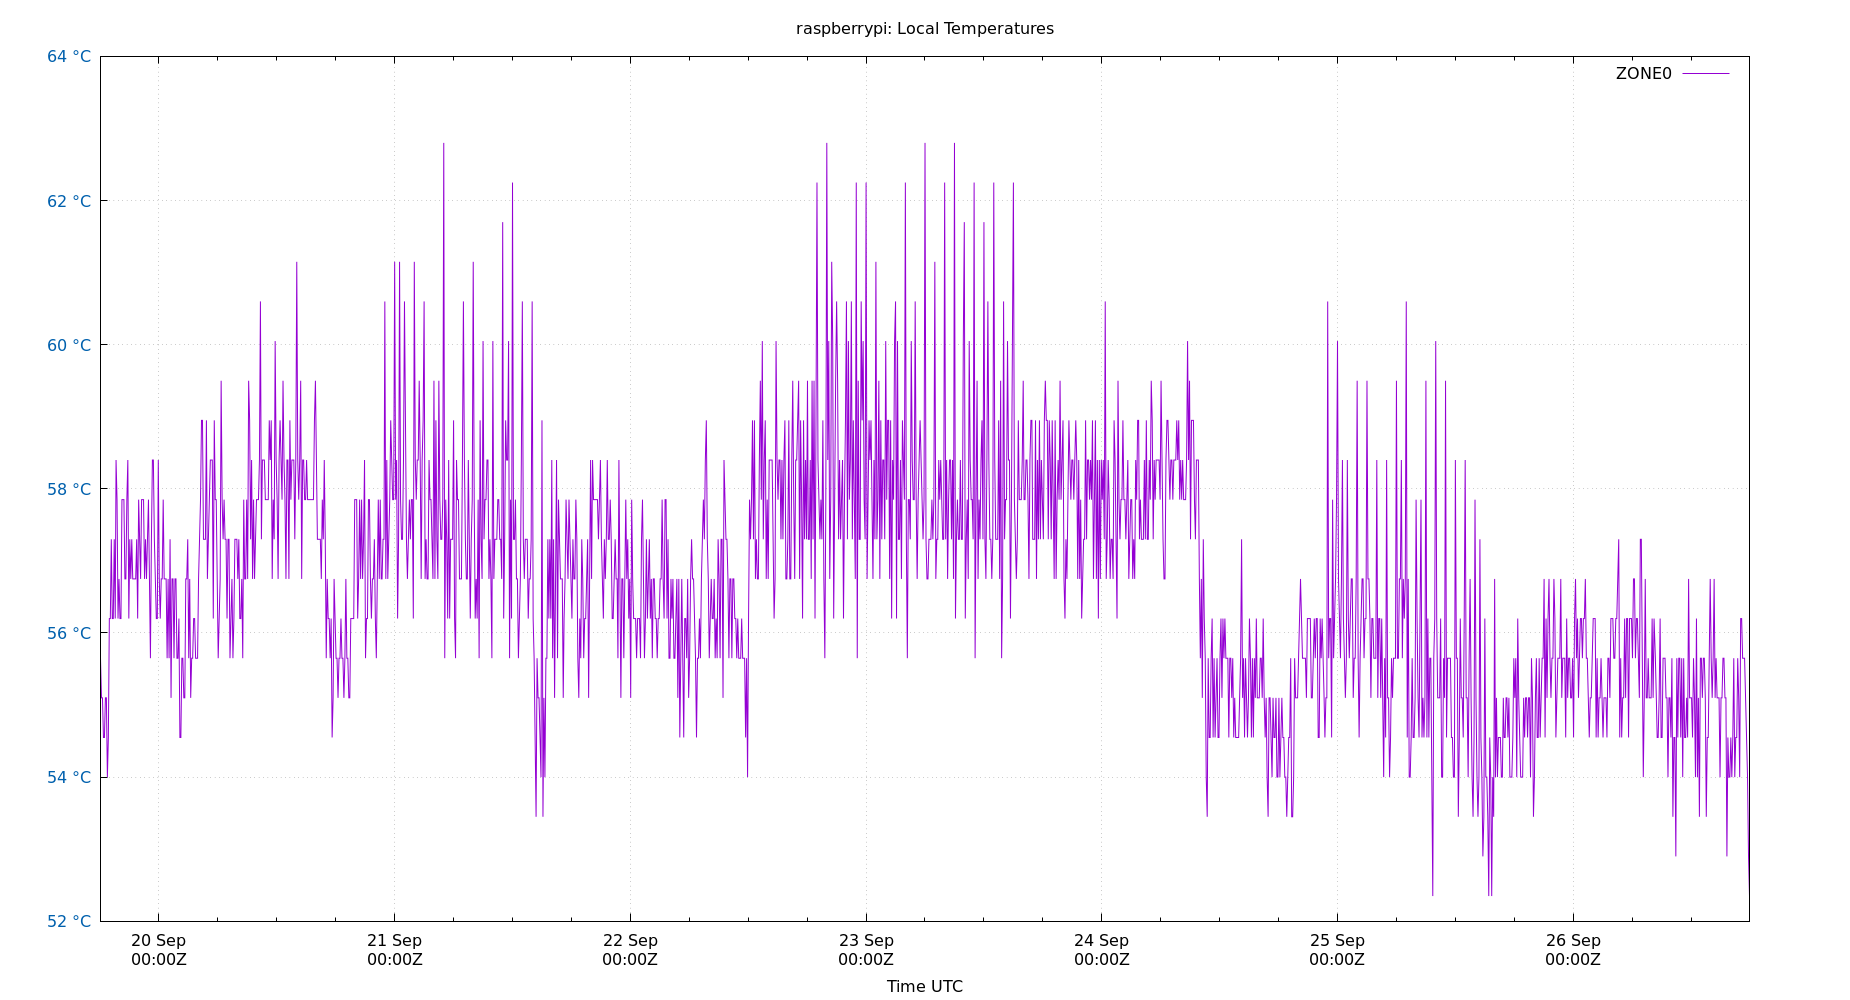 raspberrypi: Local Temperatures
64 °C
ZONE0
62 °C
60 °C
58 °C
56 °C
54 °C
52 °C
20 Sep 21 Sep 22 Sep 23 Sep 24 Sep 25 Sep 26 Sep
00:00Z 00:00Z 00:00Z 00:00Z 00:00Z 00:00Z 00:00Z
Time UTC